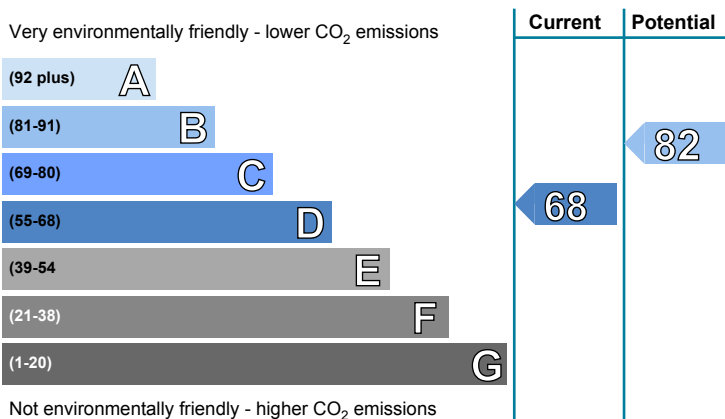 Current Potential
Very environmentally friendly - lower CO2 emissions
(92 plus) A
(81-91) B
82
(69-80) C
68
(55-68) D
(39-54 E
(21-38) F
(1-20) G
Not environmentally friendly - higher CO2 emissions